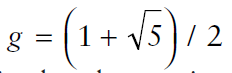 g = (1 + √5) / 2